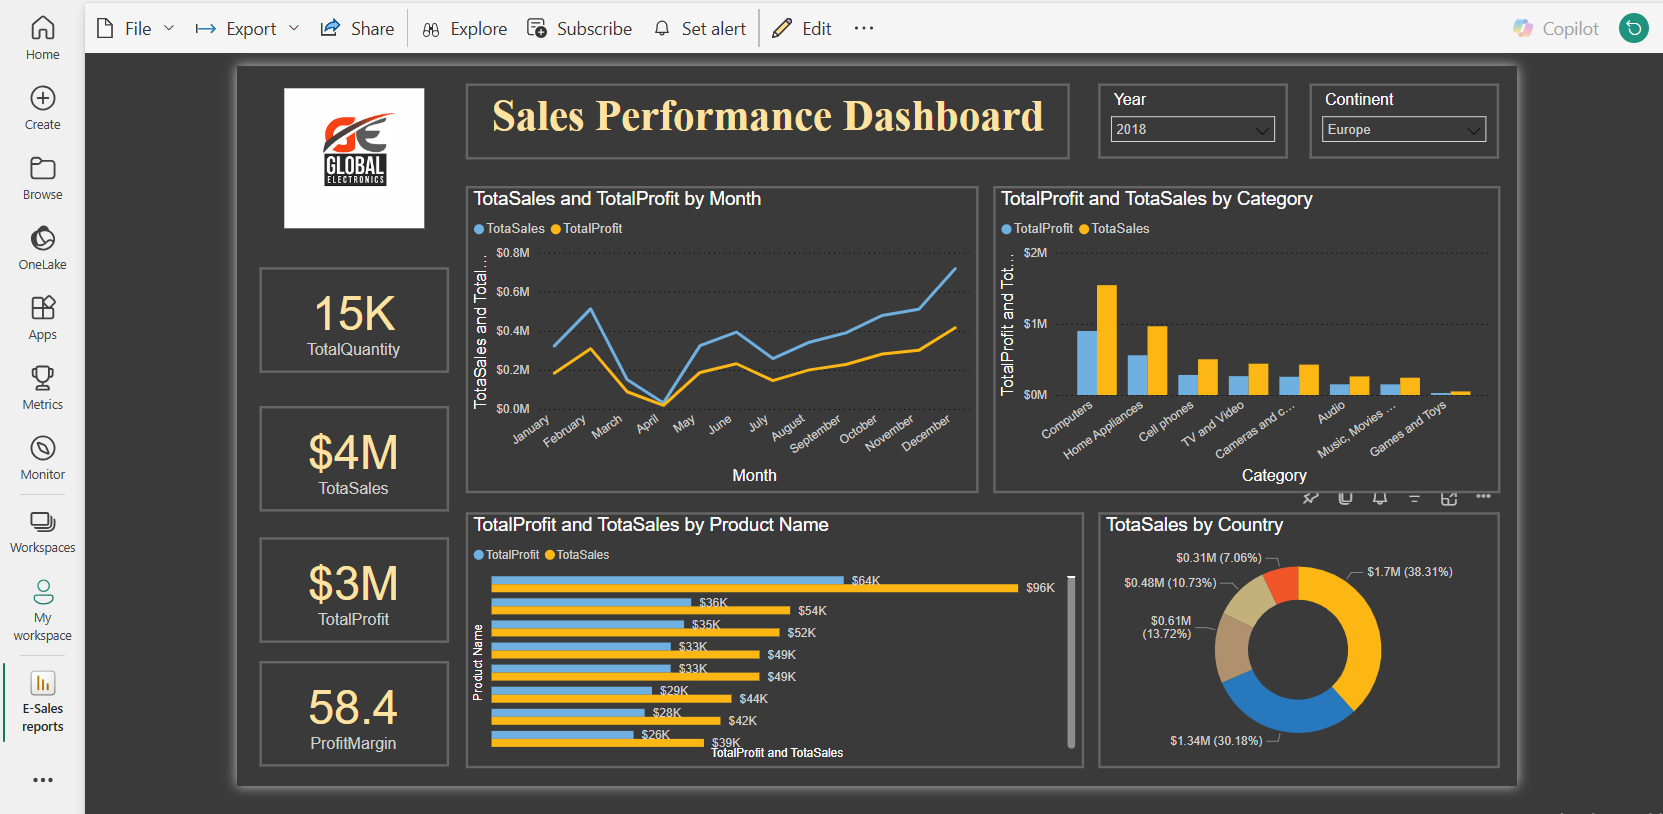 File
Export
Share
Explore
Subscribe
Set alert
Edit
Copilot
Home
Create
Browse
OneLake
Apps
Metrics
Monitor
Workspaces
My
workspace
E-Sales
reports
GE
GLOBAL
ELECTRONICS
Sales Performance Dashboard
Year
2018
Continent
Europe
15K
TotalQuantity
$4M
TotaSales
$3M
TotalProfit
58.4
ProfitMargin
TotaSales and TotalProfit by Month
TotaSales TotalProfit
TotaSales and Total...
$0.8M
$0.6M
$0.4M
$0.2M
$0.0M
January
February
March
April
May
June
July
August
September
October
November
December
Month
TotalProfit and TotaSales by Category
TotalProfit TotaSales
TotalProfit and Tot...
$2M
$1M
$0M
Computers
Home Appliances
Cell phones
TV and Video
Cameras and c...
Audio
Music, Movies ...
Games and Toys
Category
TotalProfit and TotaSales by Product Name
TotalProfit TotaSales
Product Name
$64K
$96K
$36K
$54K
$35K
$52K
$33K
$49K
$33K
$49K
$29K
$44K
$28K
$42K
$26K
$39K
TotalProfit and TotaSales
TotaSales by Country
$0.31M (7.06%)
$1.7M (38.31%)
$0.48M (10.73%)
$0.61M
(13.72%)
$1.34M (30.18%)